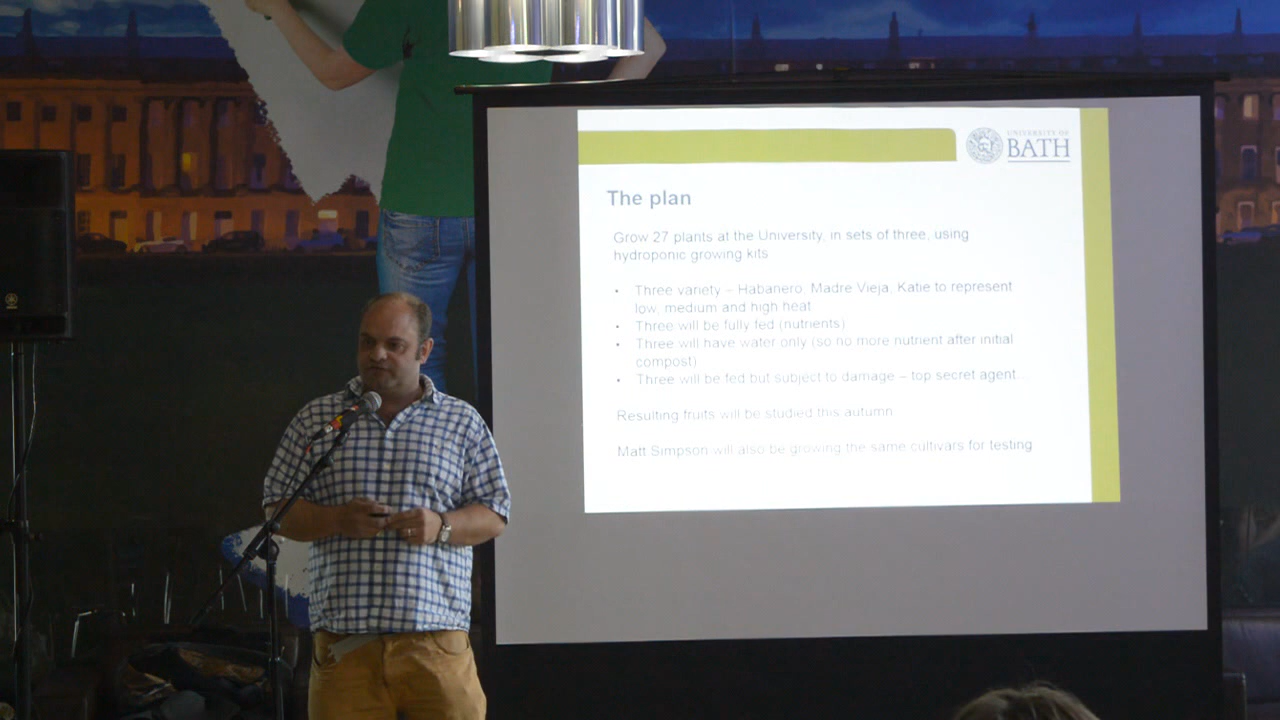 UNIVERSITY OF
BATH
The plan
Grow 27 plants at the University, in sets of three, using
hydroponic growing kits
• Three variety – Habanero, Madre Vieja, Katie to represent
low, medium and high heat
• Three will be fully fed (nutrients)
• Three will have water only (so no more nutrient after initial
compost)
• Three will be fed but subject to damage – top secret agent…
Resulting fruits will be studied this autumn
Matt Simpson will also be growing the same cultivars for testing